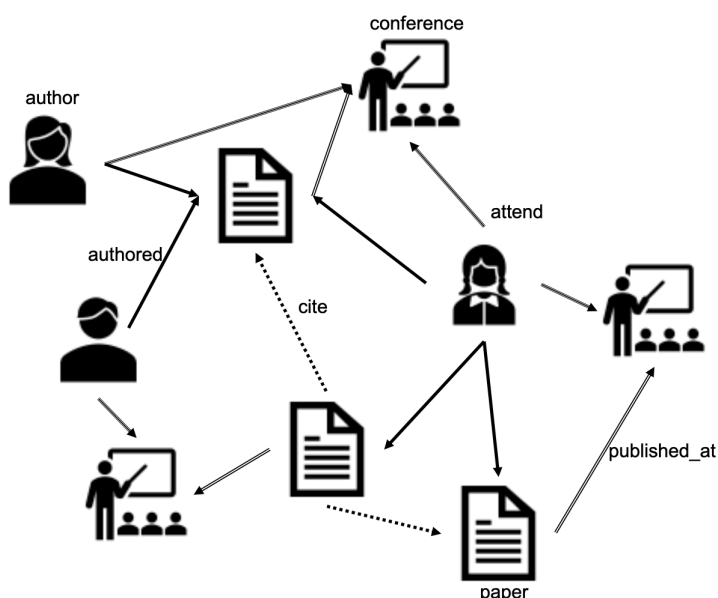 conference
author
attend
authored
cite
published_at
paper